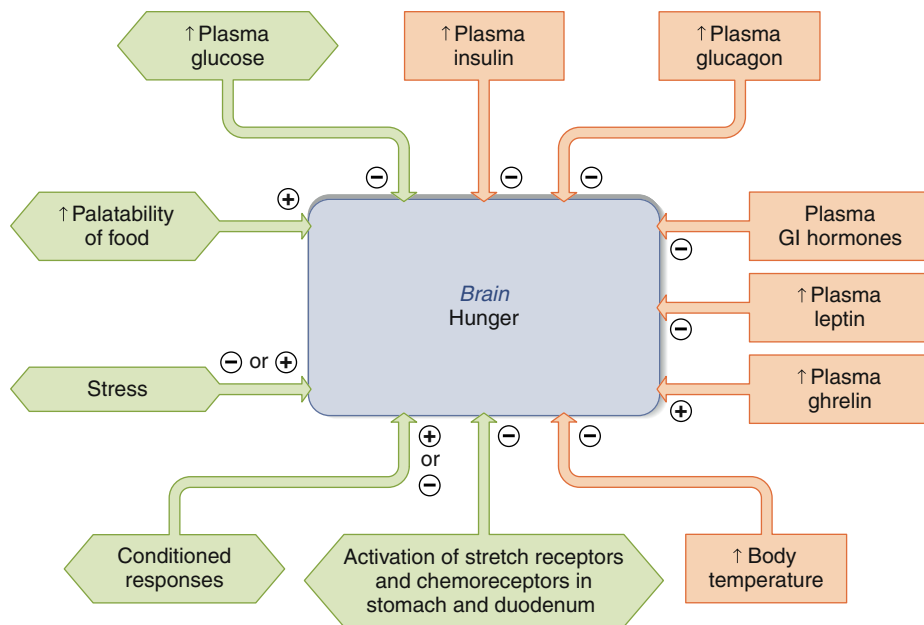 ↑ Plasma
glucose
↑ Plasma
insulin
↑ Plasma
glucagon
−
−
−
↑ Palatability
of food
+
Plasma
GI hormones
−
Brain
Hunger
↑ Plasma
leptin
−
Stress
− or +
↑ Plasma
ghrelin
+
+
or
−
−
−
Conditioned
responses
Activation of stretch receptors
and chemoreceptors in
stomach and duodenum
↑ Body
temperature